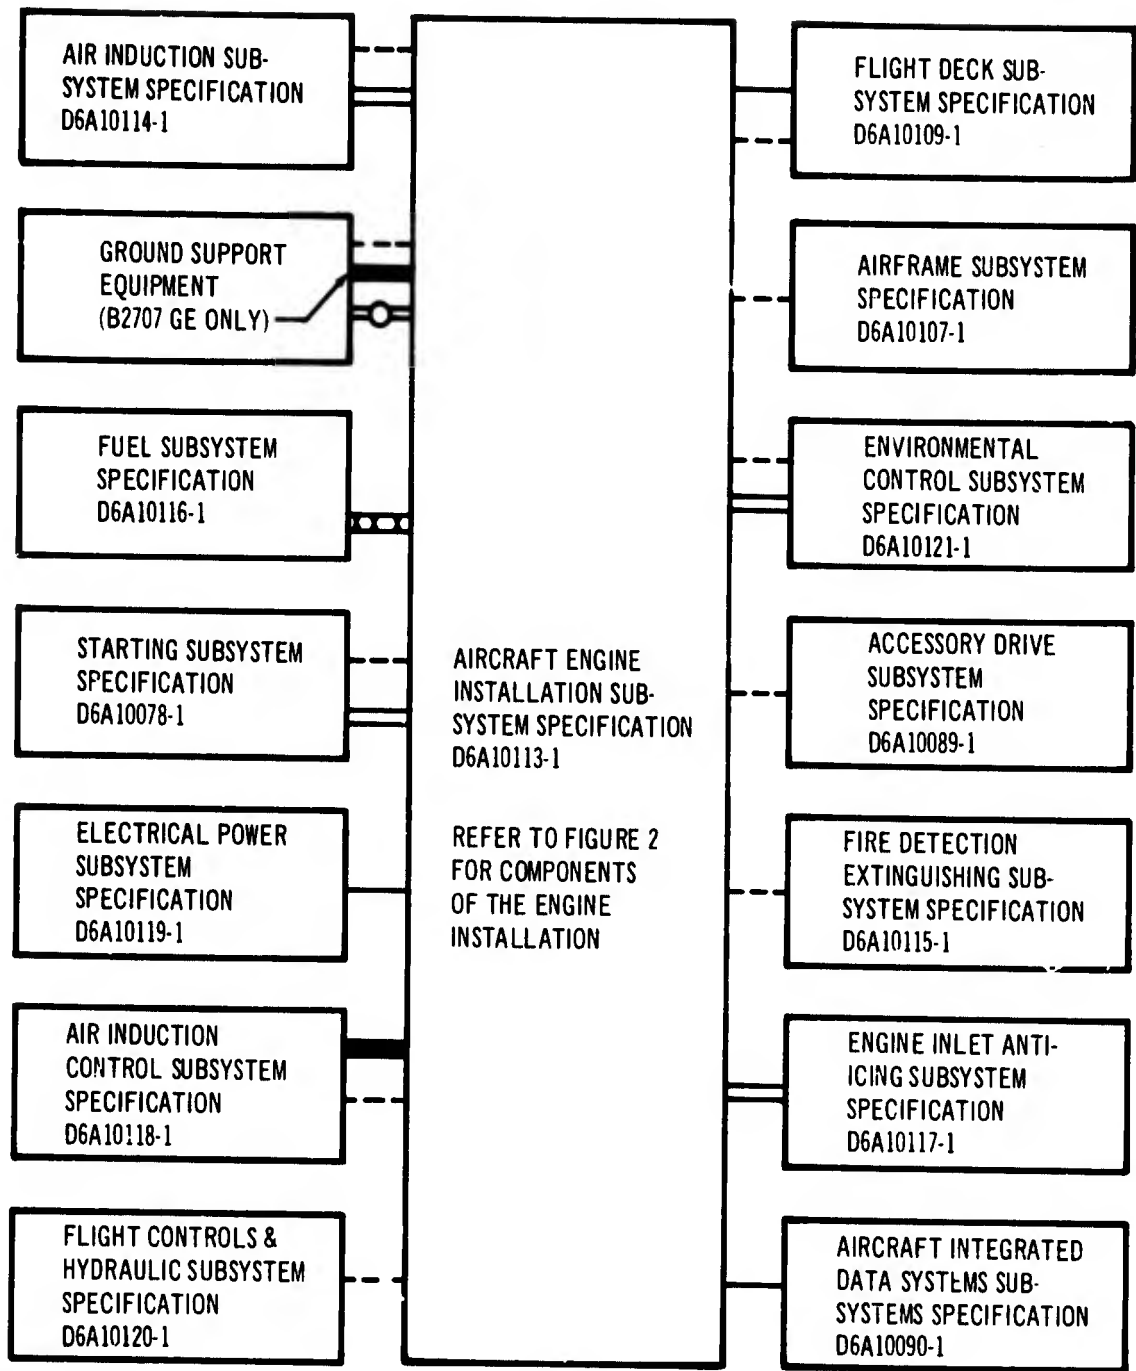 AIR INDUCTION SUB-
SYSTEM SPECIFICATION
D6A10114-1
GROUND SUPPORT
EQUIPMENT
(B2707 GE ONLY)
FUEL SUBSYSTEM
SPECIFICATION
D6A10116-1
STARTING SUBSYSTEM
SPECIFICATION
D6A10078-1
ELECTRICAL POWER
SUBSYSTEM
SPECIFICATION
D6A10119-1
AIR INDUCTION
CONTROL SUBSYSTEM
SPECIFICATION
D6A10118-1
FLIGHT CONTROLS &
HYDRAULIC SUBSYSTEM
SPECIFICATION
D6A10120-1
AIRCRAFT ENGINE
INSTALLATION SUB-
SYSTEM SPECIFICATION
D6A10113-1
REFER TO FIGURE 2
FOR COMPONENTS
OF THE ENGINE
INSTALLATION
FLIGHT DECK SUB-
SYSTEM SPECIFICATION
D6A10109-1
AIRFRAME SUBSYSTEM
SPECIFICATION
D6A10107-1
ENVIRONMENTAL
CONTROL SUBSYSTEM
SPECIFICATION
D6A10121-1
ACCESSORY DRIVE
SUBSYSTEM
SPECIFICATION
D6A10089-1
FIRE DETECTION
EXTINGUISHING SUB-
SYSTEM SPECIFICATION
D6A10115-1
ENGINE INLET ANTI-
ICING SUBSYSTEM
SPECIFICATION
D6A10117-1
AIRCRAFT INTEGRATED
DATA SYSTEMS SUB-
SYSTEMS SPECIFICATION
D6A10090-1